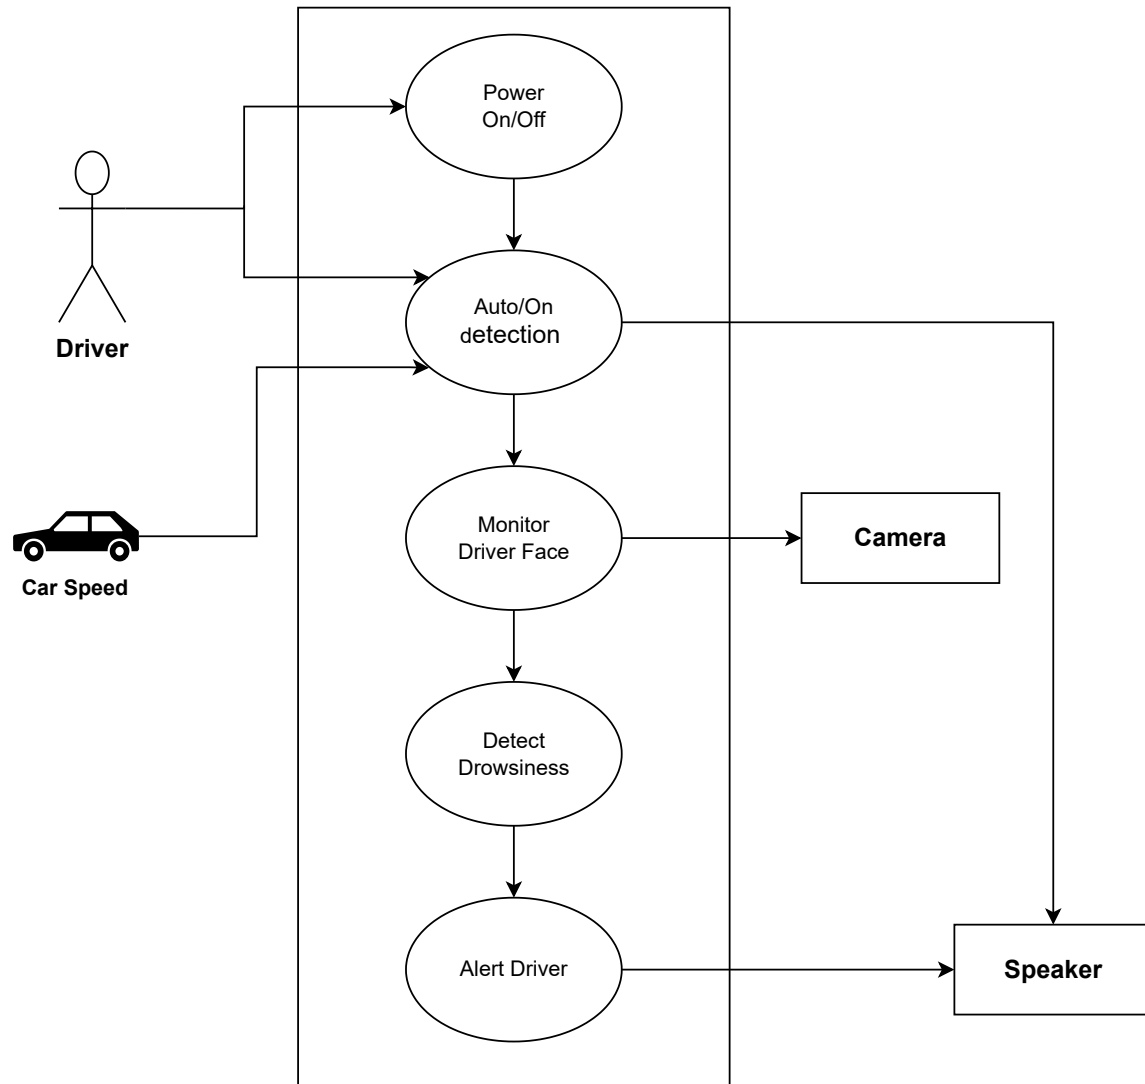 Power
On/Off
Driver
Auto/On
detection
Car Speed
Monitor
Driver Face
Camera
Detect
Drowsiness
Alert Driver
Speaker